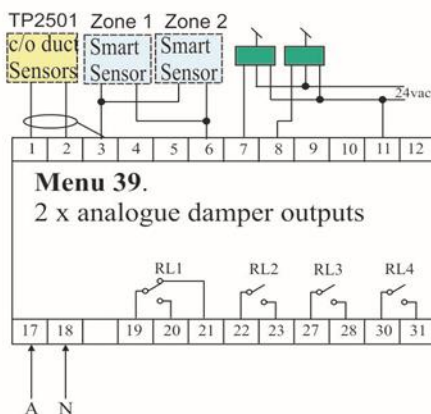 TP2501 Zone 1 Zone 2
c/o duct Sensors
Smart Sensor
Smart Sensor
24vac
1 2 3 4 5 6 7 8 9 10 11 12
Menu 39.
2 x analogue damper outputs
RL1 RL2 RL3 RL4
17 18 19 20 21 22 23 27 28 30 31
A N